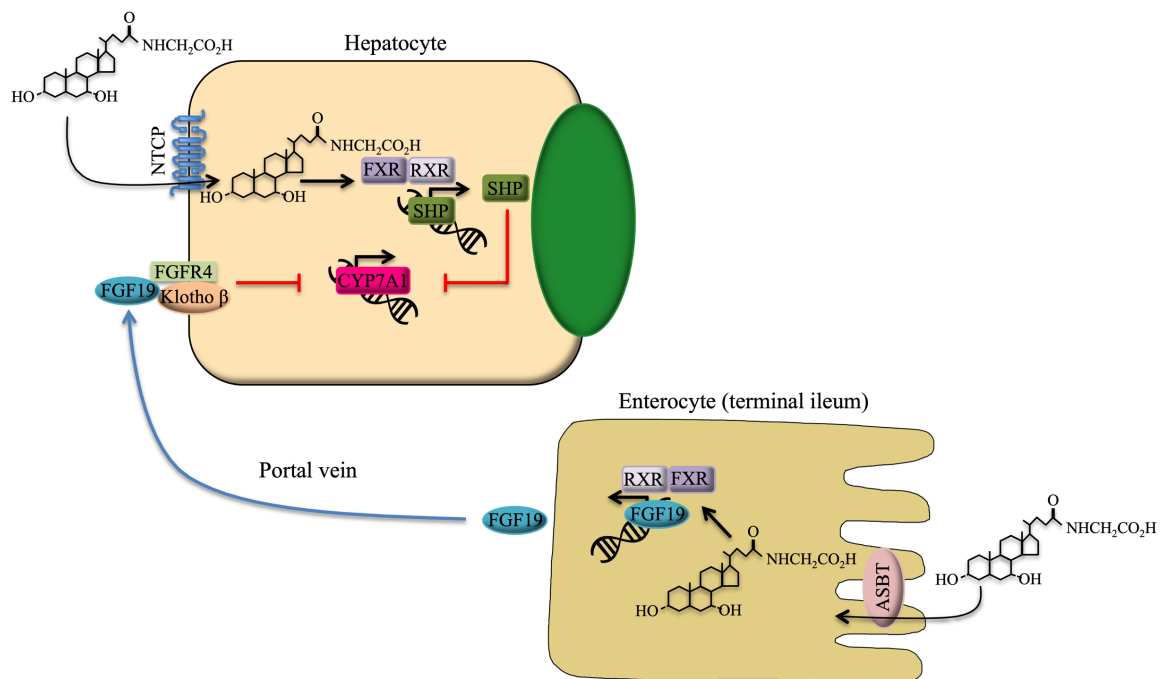 O
NHCH₂CO₂H
HO
OH
Hepatocyte
NTCP
O
NHCH₂CO₂H
HO
OH
FXR
RXR
SHP
SHP
FGFR4
FGF19
Klotho β
CYP7A1
Enterocyte (terminal ileum)
Portal vein
FGF19
RXR
FXR
FGF19
O
NHCH₂CO₂H
HO
OH
ASBT
O
NHCH₂CO₂H
HO
OH